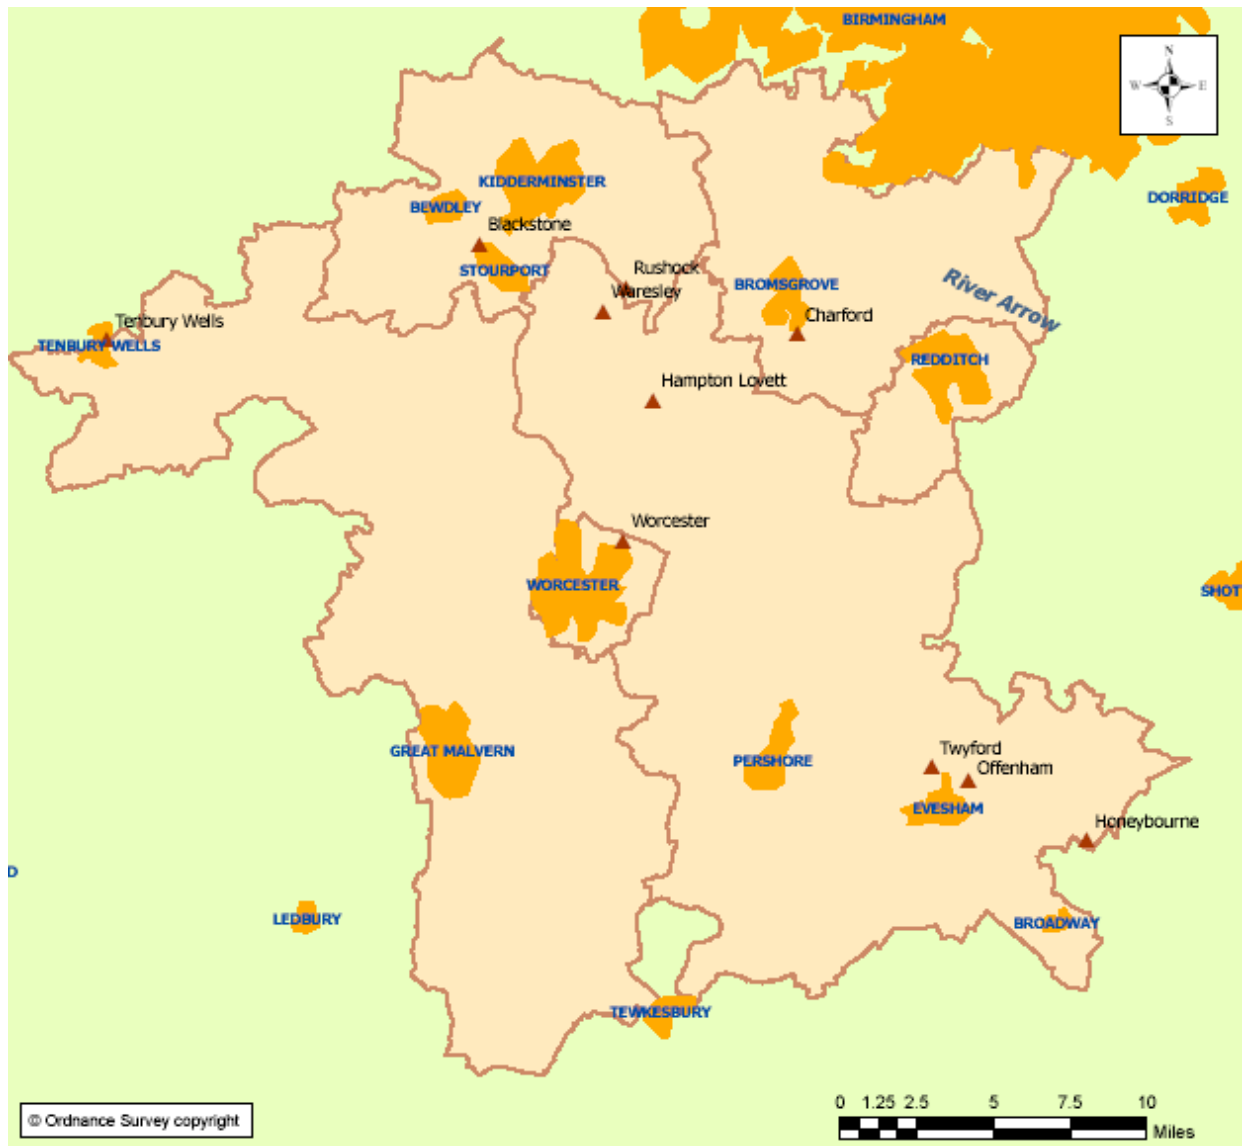 BIRMINGHAM
N
W E
S
KIDDERMINSTER
DORRIDGE
BEWDLEY
Blackstone
STOURPORT
Rushock
BROMSGROVE
Waresley
River Arrow
Charford
Tenbury Wells
TENBURY WELLS
REDDITCH
Hampton Lovett
Worcester
WORCESTER
SHOTT
GREAT MALVERN
PERSHORE
Twyford
Offenham
EVESHAM
Honeybourne
D
LEDBURY
BROADWAY
TEWKESBURY
© Ordnance Survey copyright
0 1.25 2.5 5 7.5 10
Miles